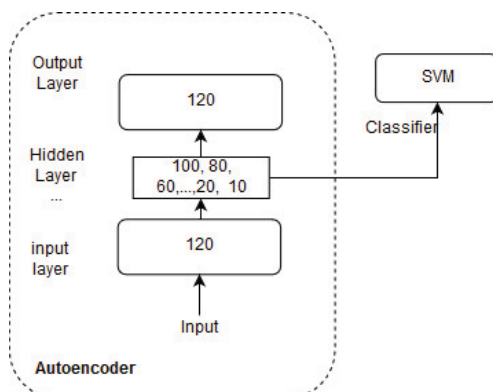 Output
Layer
120
SVM
Classifier
Hidden
Layer
...
100, 80,
60,...,20, 10
input
layer
120
Input
Autoencoder